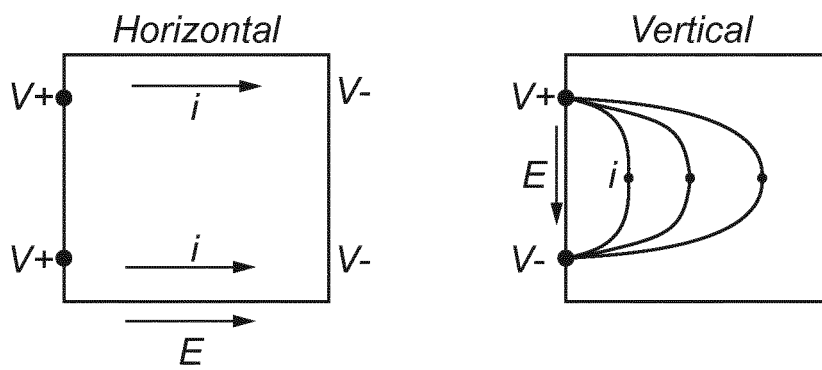 Horizontal
V+
i
V-
V+
i
V-
E
Vertical
V+
E
i
V-